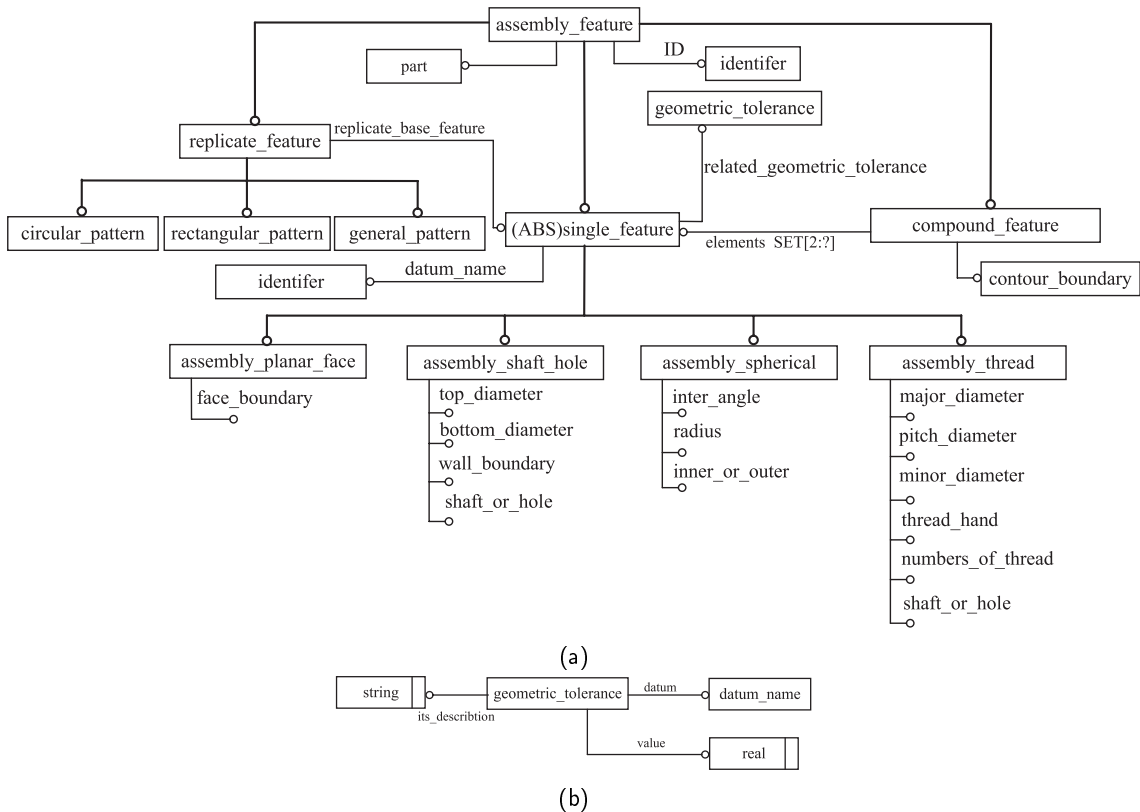 assembly_feature
part
ID
identifer
geometric_tolerance
replicate_feature
replicate_base_feature
related_geometric_tolerance
circular_pattern
rectangular_pattern
general_pattern
(ABS)single_feature
elements SET[2:?]
compound_feature
identifer
datum_name
contour_boundary
assembly_planar_face
face_boundary
assembly_shaft_hole
top_diameter
bottom_diameter
wall_boundary
shaft_or_hole
assembly_spherical
inter_angle
radius
inner_or_outer
assembly_thread
major_diameter
pitch_diameter
minor_diameter
thread_hand
numbers_of_thread
shaft_or_hole
(a)
string
its_describtion
geometric_tolerance
datum
datum_name
value
real
(b)